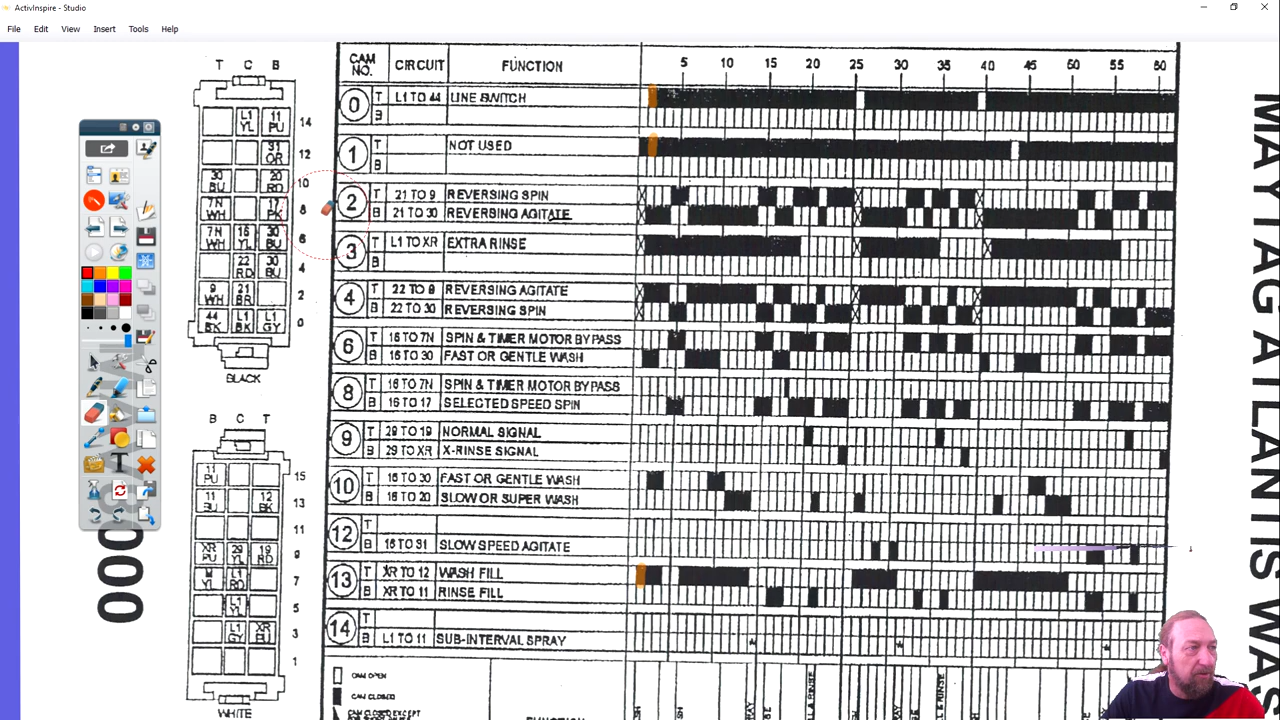 ActivInspire - Studio
File Edit View Insert Tools Help
CAM NO. CIRCUIT FUNCTION 5 10 15 20 25 30 35 40 45 50 55 60
0 T L1 TO 44 LINE SWITCH
B
1 T NOT USED
B
2 T 21 TO 9 REVERSING SPIN
B 21 TO 30 REVERSING AGITATE
3 T L1 TO XR EXTRA RINSE
B
4 T 22 TO 9 REVERSING AGITATE
B 22 TO 30 REVERSING SPIN
6 T 16 TO 7N SPIN & TIMER MOTOR BYPASS
B 16 TO 30 FAST OR GENTLE WASH
8 T 16 TO 7N SPIN & TIMER MOTOR BYPASS
B 16 TO 17 SELECTED SPEED SPIN
9 T 29 TO 19 NORMAL SIGNAL
B 29 TO XR X-RINSE SIGNAL
10 T 16 TO 30 FAST OR GENTLE WASH
B 16 TO 20 SLOW OR SUPER WASH
12 T
B 16 TO 31 SLOW SPEED AGITATE
13 T XR TO 12 WASH FILL
B XR TO 11 RINSE FILL
14 T
B L1 TO 11 SUB-INTERVAL SPRAY
CAM OPEN
CAM CLOSED
CAM CLOSED EXCEPT
FUNCTION
T C B
L1 YL 11 PU 14
31 OR 12
30 BU 20 RD 10
7N WH 17 PK 8
7N WH 16 YL 30 BU 6
22 RD 30 BU 4
9 WH 21 BR 2
44 BK L1 BK L1 GY 0
BLACK
B C T
11 PU 15
11 BU 12 BK 13
11
XR PU 29 YL 19 RD 9
YL L1 RD 7
5
L1 GY XR BU 3
1
WHITE
MAYTAG ATLANTIS WAS
000